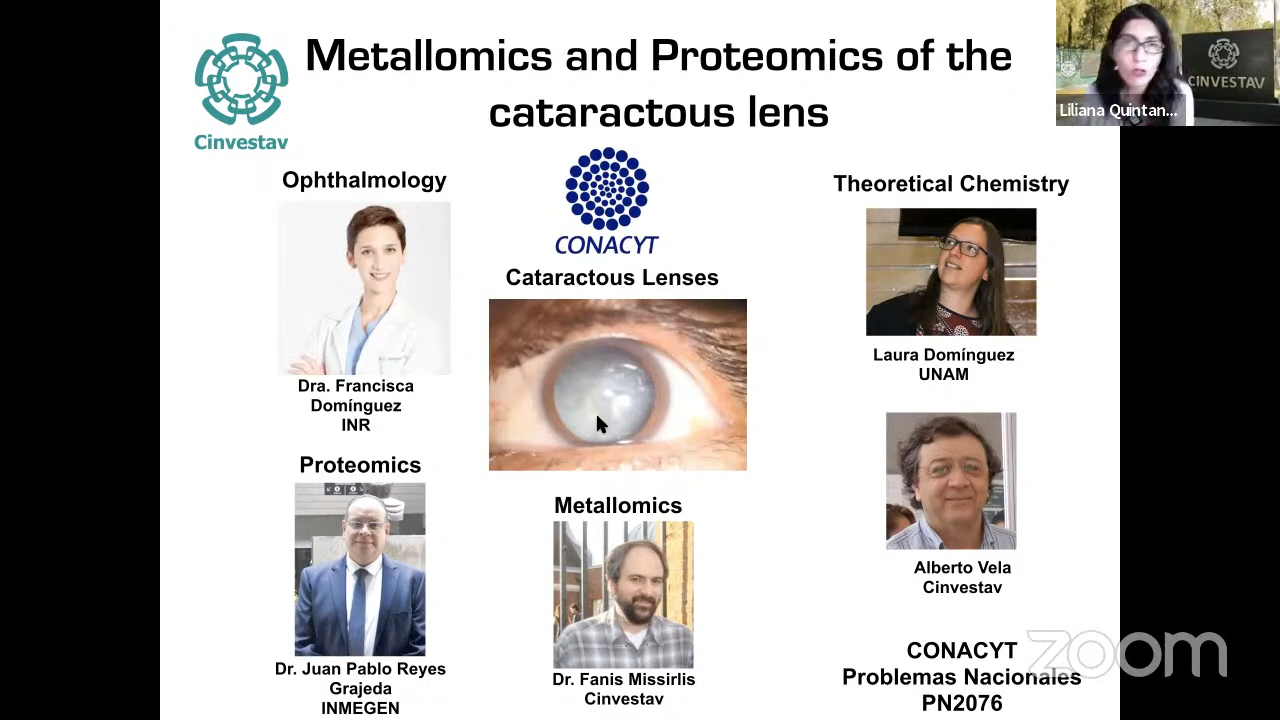 Metallomics and Proteomics of the
cataractous lens
Cinvestav
CINVESTAV
Liliana Quintan...
Ophthalmology
CONACYT
Theoretical Chemistry
Cataractous Lenses
Dra. Francisca
Domínguez
INR
Laura Domínguez
UNAM
Proteomics
Metallomics
Alberto Vela
Cinvestav
Dr. Juan Pablo Reyes
Grajeda
INMEGEN
Dr. Fanis Missirlis
Cinvestav
CONACYT
Problemas Nacionales
PN2076
zoom